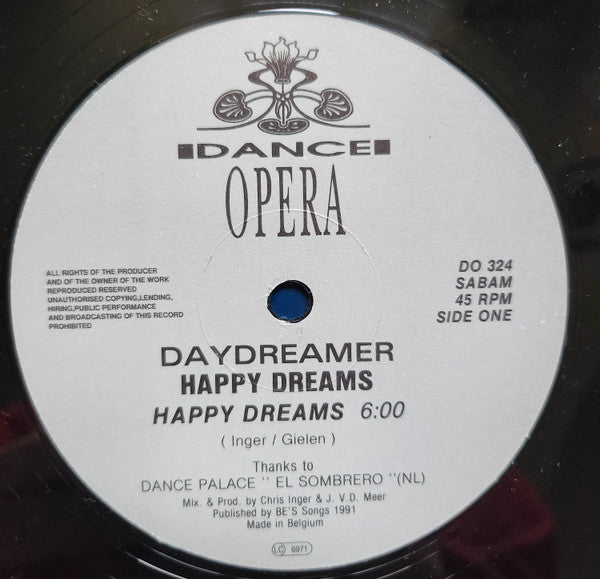 DANCE
OPERA
ALL RIGHTS OF THE PRODUCER
AND OF THE OWNER OF THE WORK
REPRODUCED RESERVED
UNAUTHORISED COPYING,LENDING,
HIRING,PUBLIC PERFORMANCE
AND BROADCASTING OF THIS RECORD
PROHIBITED
DO 324
SABAM
45 RPM
SIDE ONE
DAYDREAMER
HAPPY DREAMS
HAPPY DREAMS 6:00
( Inger / Gielen )
Thanks to
DANCE PALACE " EL SOMBRERO "(NL)
Mix. & Prod. by Chris Inger & J. V.D. Meer
Published by BE'S Songs 1991
Made in Belgium
LC 6971